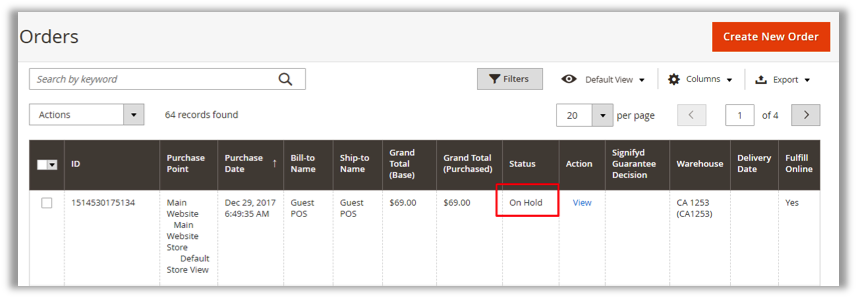 Orders
Create New Order
Search by keyword
Filters
Default View
Columns
Export
Actions
64 records found
20
per page
1
of 4
ID
Purchase
Point
Purchase
Date
Bill-to
Name
Ship-to
Name
Grand
Total
(Base)
Grand Total
(Purchased)
Status
Action
Signifyd
Guarantee
Decision
Warehouse
Delivery
Date
Fulfill
Online
1514530175134
Main
Website
Main
Website
Store
Default
Store View
Dec 29, 2017
6:49:35 AM
Guest
POS
Guest
POS
$69.00
$69.00
On Hold
View
CA 1253
(CA1253)
Yes